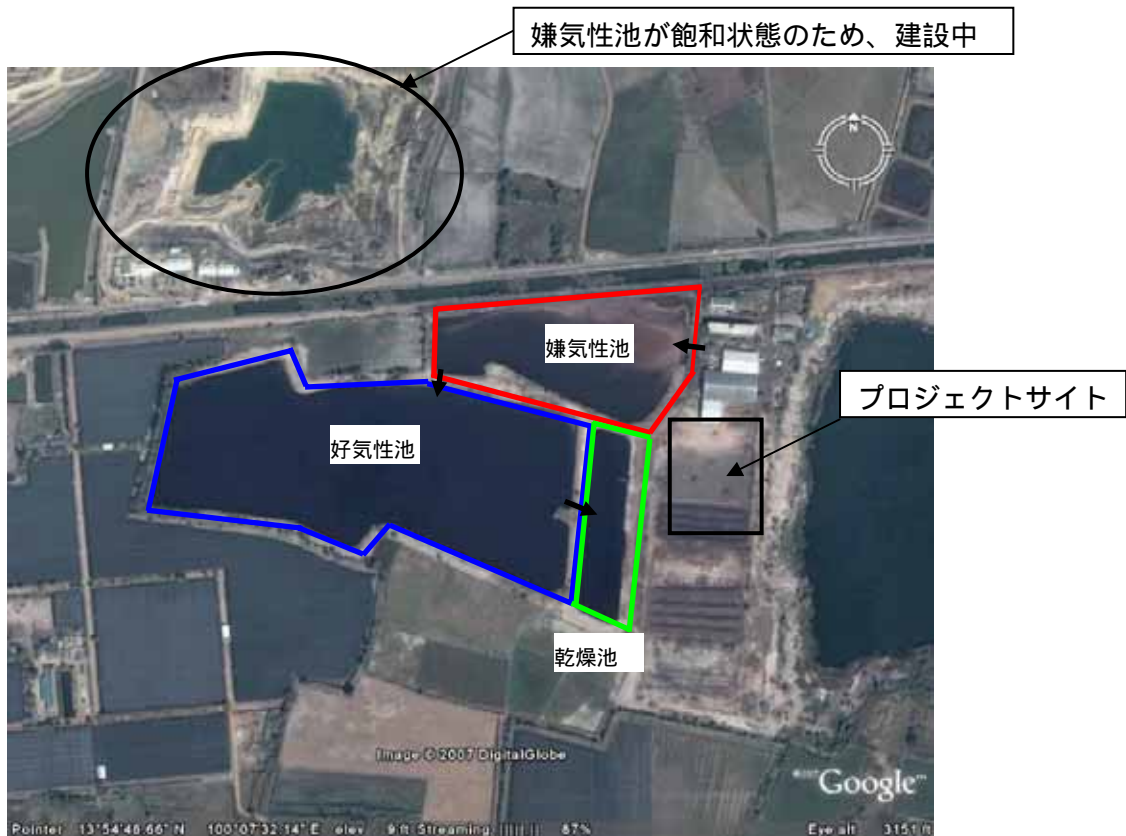 嫌気性池が飽和状態のため、建設中
N
嫌気性池
プロジェクトサイト
好気性池
乾燥池
Image © 2007 DigitalGlobe
Google™
Pointer 13°54'46.66" N 100°07'32.14" E elev 9 ft Streaming 87% Eye alt 3151 ft